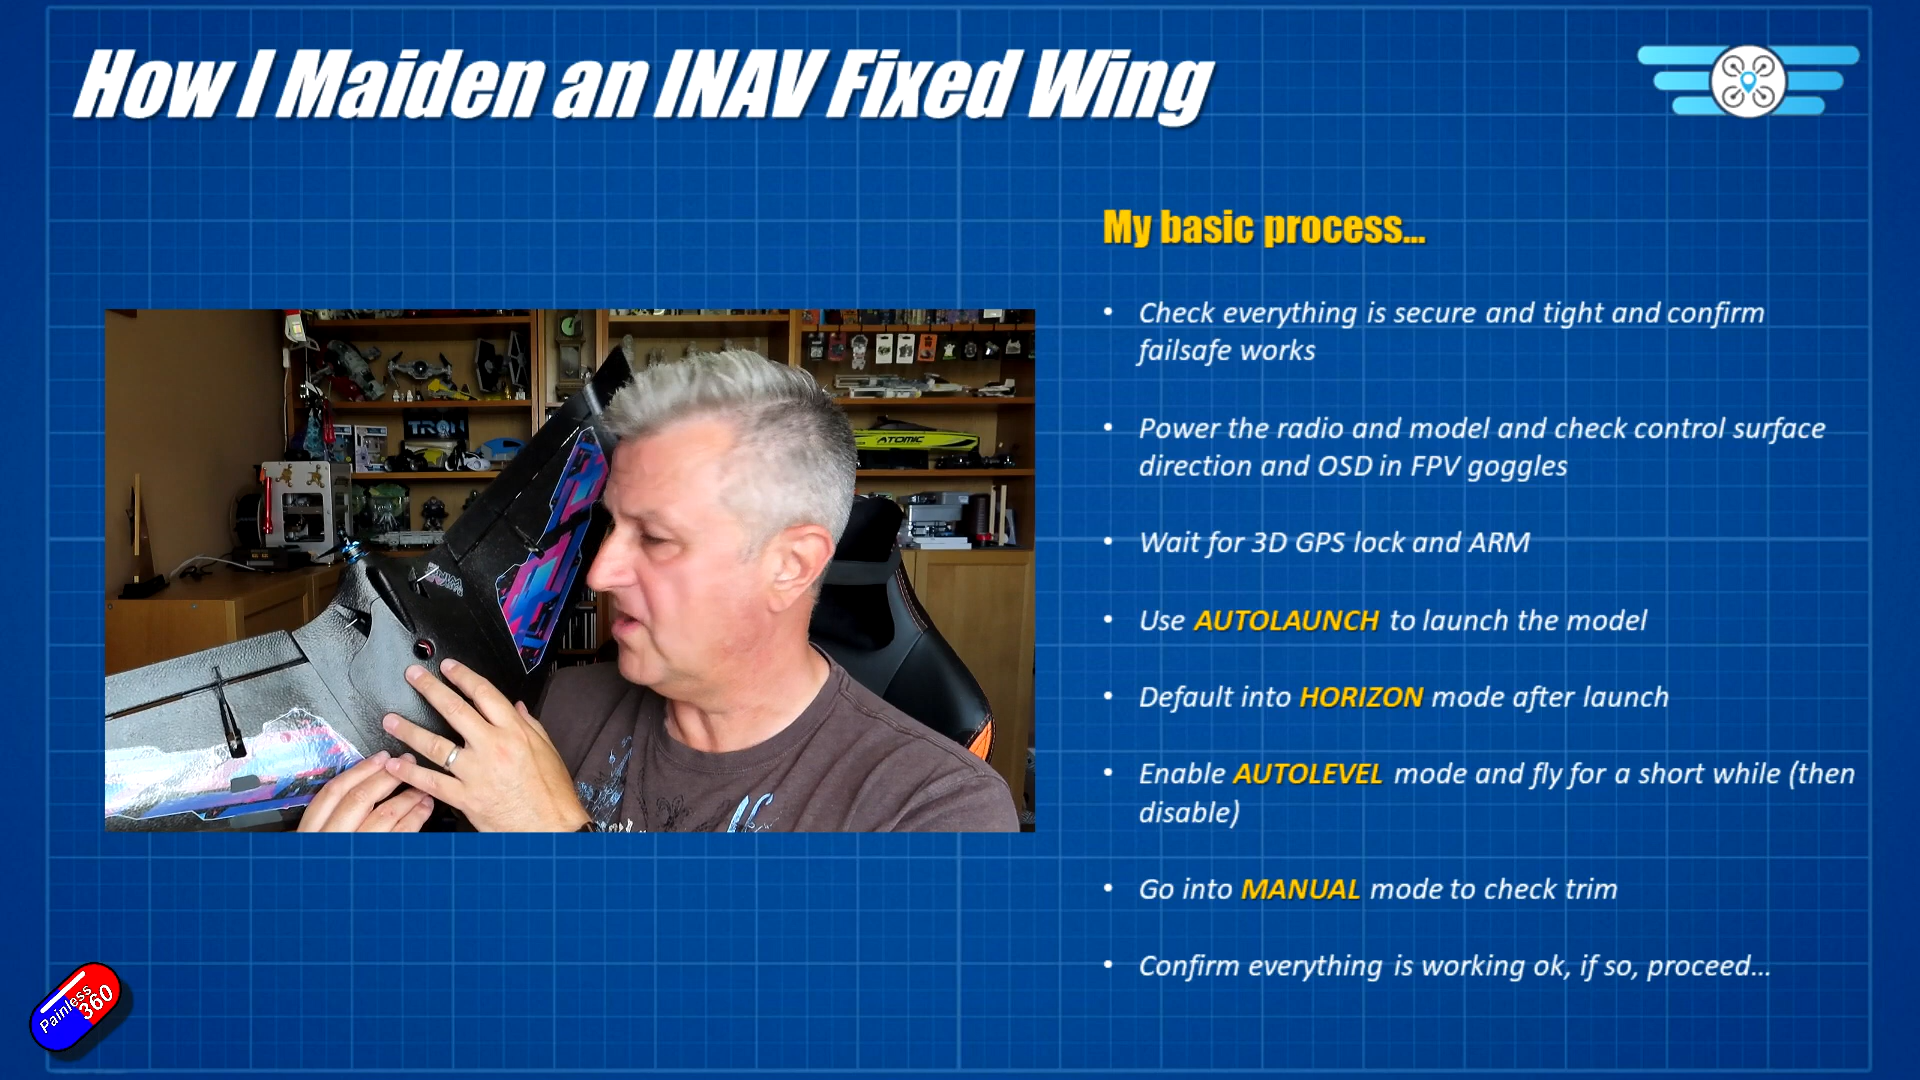 How I Maiden an INAV Fixed Wing
My basic process...
• Check everything is secure and tight and confirm
failsafe works
• Power the radio and model and check control surface
direction and OSD in FPV goggles
• Wait for 3D GPS lock and ARM
• Use AUTOLAUNCH to launch the model
• Default into HORIZON mode after launch
• Enable AUTOLEVEL mode and fly for a short while (then
disable)
• Go into MANUAL mode to check trim
• Confirm everything is working ok, if so, proceed...
TRON
ATOMIC
Painless
360